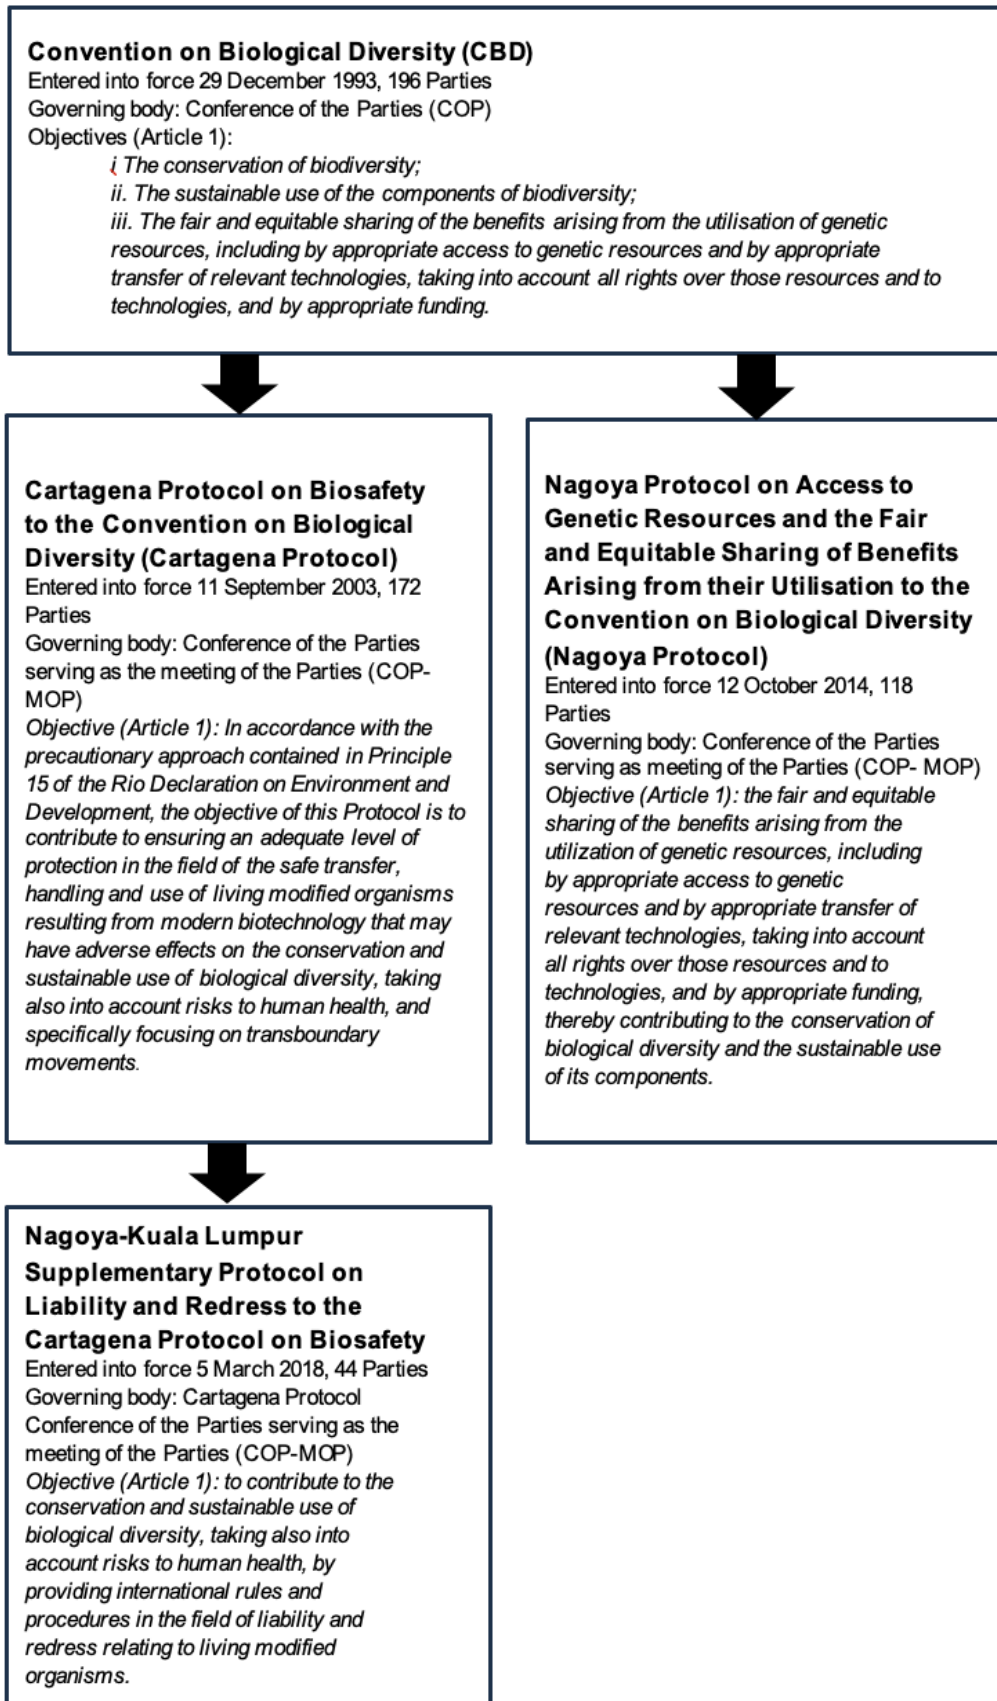 Convention on Biological Diversity (CBD)
Entered into force 29 December 1993, 196 Parties
Governing body: Conference of the Parties (COP)
Objectives (Article 1):
i The conservation of biodiversity;
ii. The sustainable use of the components of biodiversity;
iii. The fair and equitable sharing of the benefits arising from the utilisation of genetic
resources, including by appropriate access to genetic resources and by appropriate
transfer of relevant technologies, taking into account all rights over those resources and to
technologies, and by appropriate funding.
Cartagena Protocol on Biosafety
to the Convention on Biological
Diversity (Cartagena Protocol)
Entered into force 11 September 2003, 172
Parties
Governing body: Conference of the Parties
serving as the meeting of the Parties (COP-
MOP)
Objective (Article 1): In accordance with the
precautionary approach contained in Principle
15 of the Rio Declaration on Environment and
Development, the objective of this Protocol is to
contribute to ensuring an adequate level of
protection in the field of the safe transfer,
handling and use of living modified organisms
resulting from modern biotechnology that may
have adverse effects on the conservation and
sustainable use of biological diversity, taking
also into account risks to human health, and
specifically focusing on transboundary
movements.
Nagoya Protocol on Access to
Genetic Resources and the Fair
and Equitable Sharing of Benefits
Arising from their Utilisation to the
Convention on Biological Diversity
(Nagoya Protocol)
Entered into force 12 October 2014, 118
Parties
Governing body: Conference of the Parties
serving as meeting of the Parties (COP- MOP)
Objective (Article 1): the fair and equitable
sharing of the benefits arising from the
utilization of genetic resources, including
by appropriate access to genetic
resources and by appropriate transfer of
relevant technologies, taking into account
all rights over those resources and to
technologies, and by appropriate funding,
thereby contributing to the conservation of
biological diversity and the sustainable use
of its components.
Nagoya-Kuala Lumpur
Supplementary Protocol on
Liability and Redress to the
Cartagena Protocol on Biosafety
Entered into force 5 March 2018, 44 Parties
Governing body: Cartagena Protocol
Conference of the Parties serving as the
meeting of the Parties (COP-MOP)
Objective (Article 1): to contribute to the
conservation and sustainable use of
biological diversity, taking also into
account risks to human health, by
providing international rules and
procedures in the field of liability and
redress relating to living modified
organisms.